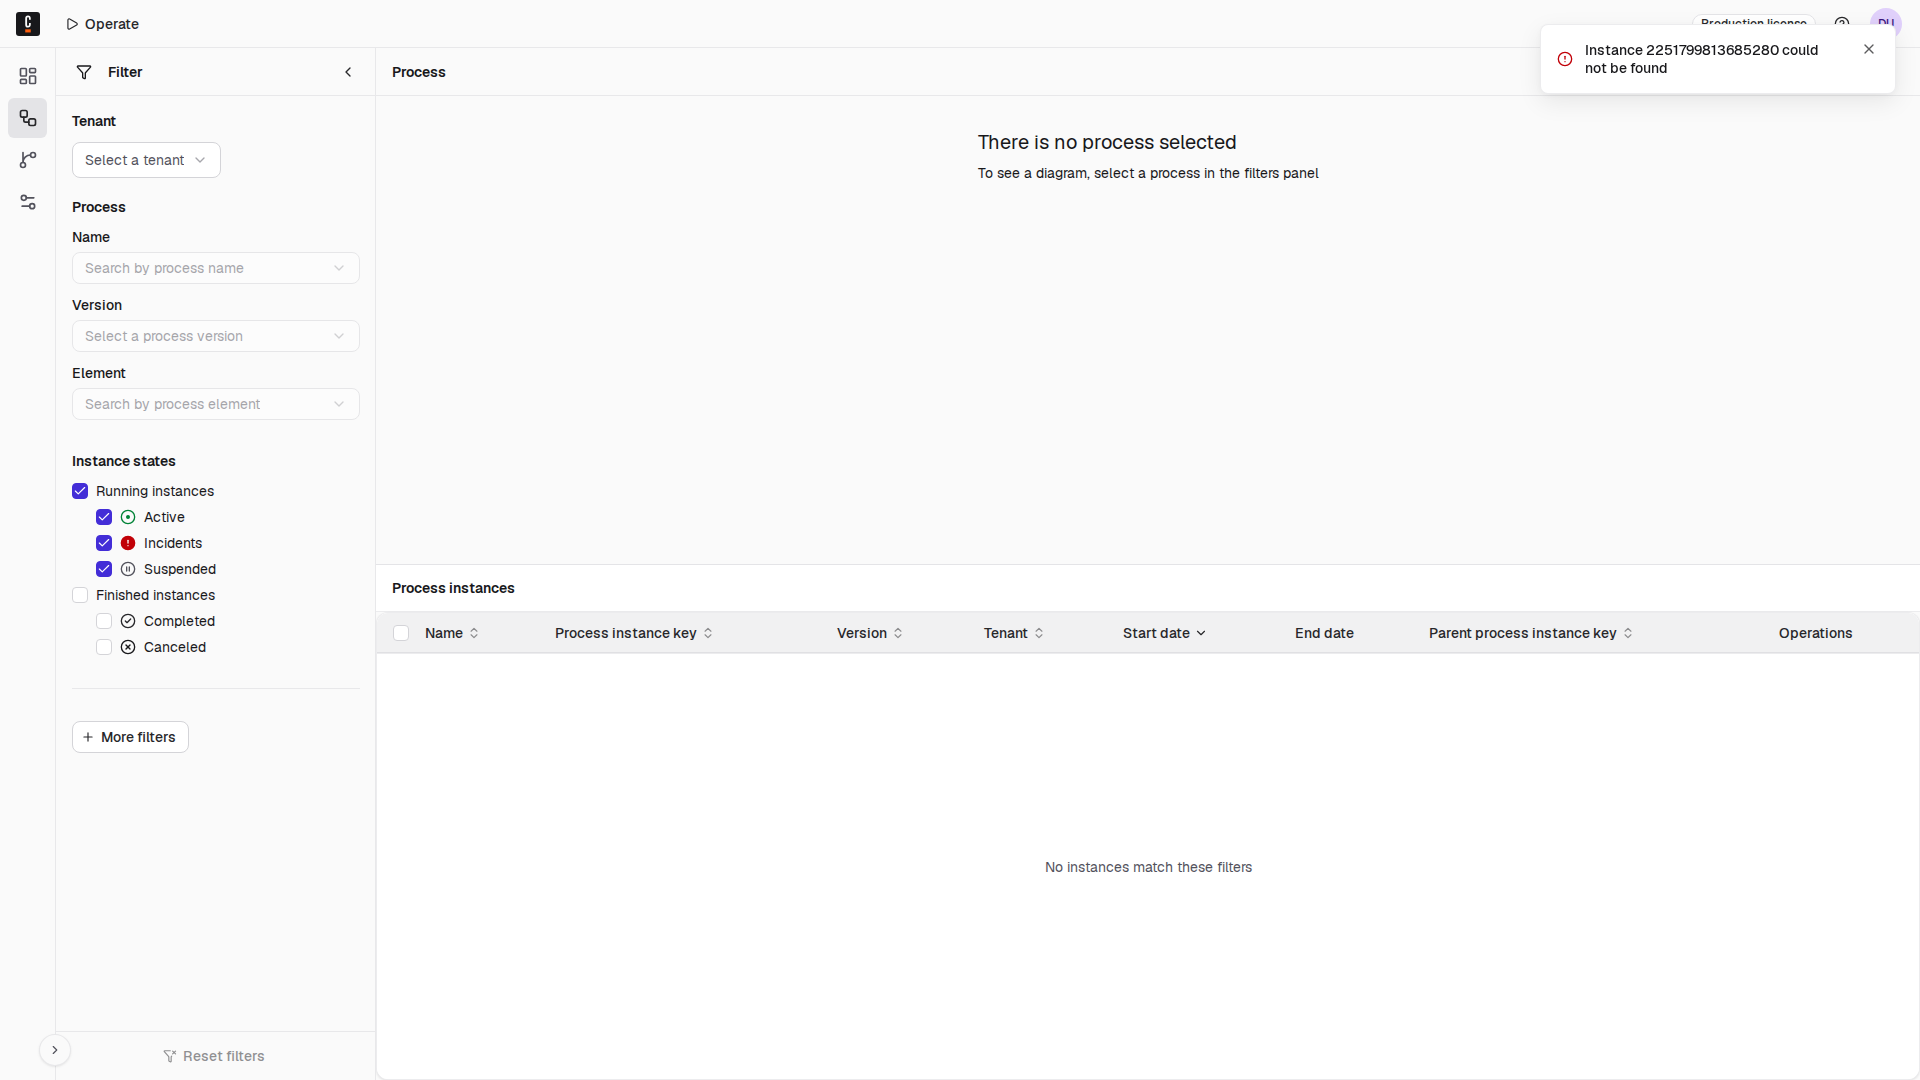 Operate
Production license
DU
Instance 2251799813685280 could
not be found
Filter
Process
Tenant
Select a tenant
There is no process selected
To see a diagram, select a process in the filters panel
Process
Name
Search by process name
Version
Select a process version
Element
Search by process element
Instance states
Running instances
Active
Incidents
Suspended
Finished instances
Completed
Canceled
More filters
Reset filters
Process instances
Name Process instance key Version Tenant Start date End date Parent process instance key Operations
No instances match these filters